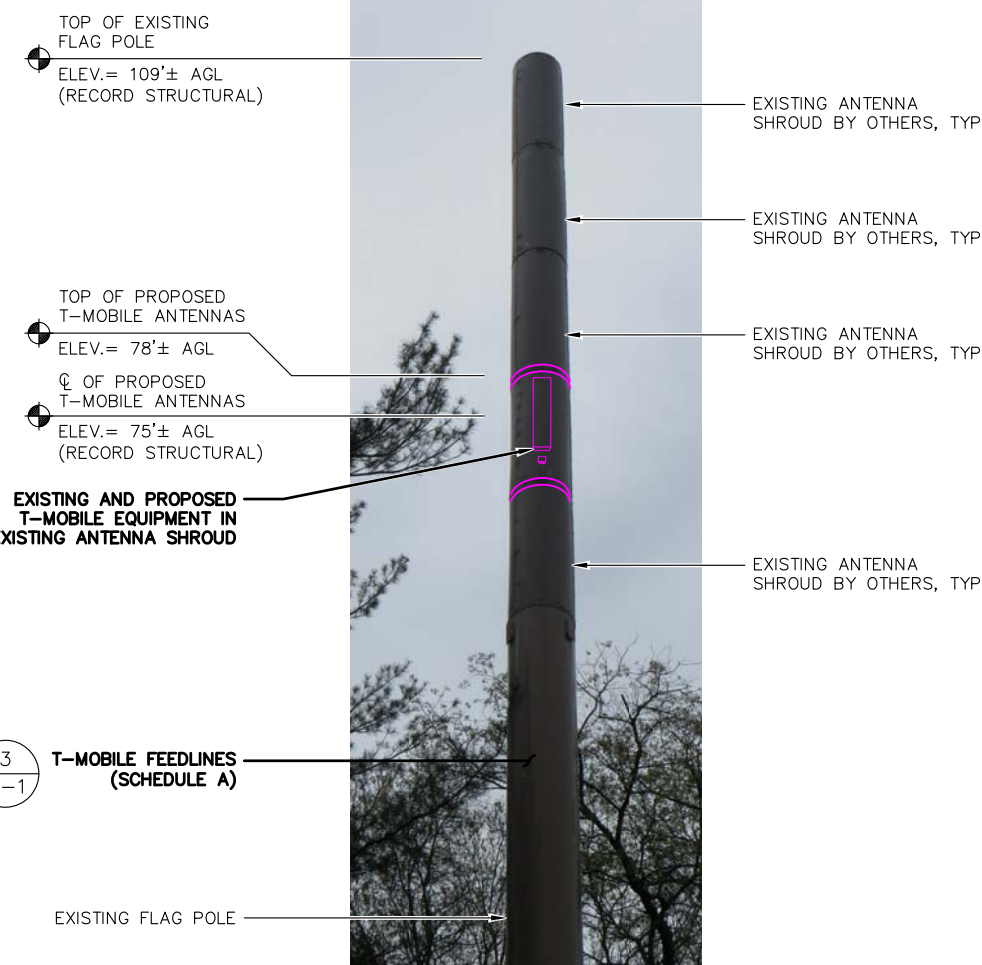 TOP OF EXISTING
FLAG POLE
ELEV.= 109'± AGL
(RECORD STRUCTURAL)
EXISTING ANTENNA
SHROUD BY OTHERS, TYP
EXISTING ANTENNA
SHROUD BY OTHERS, TYP
TOP OF PROPOSED
T-MOBILE ANTENNAS
ELEV.= 78'± AGL
EXISTING ANTENNA
SHROUD BY OTHERS, TYP
℄ OF PROPOSED
T-MOBILE ANTENNAS
ELEV.= 75'± AGL
(RECORD STRUCTURAL)
EXISTING AND PROPOSED
T-MOBILE EQUIPMENT IN
EXISTING ANTENNA SHROUD
EXISTING ANTENNA
SHROUD BY OTHERS, TYP
3
-1
T-MOBILE FEEDLINES
(SCHEDULE A)
EXISTING FLAG POLE